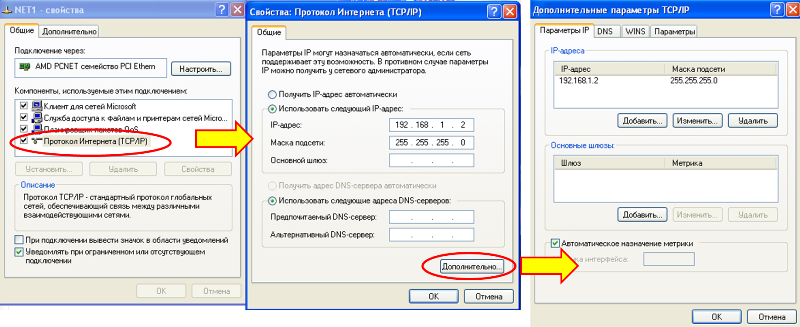 NET1 - свойства
Общие
Дополнительно
Подключение через:
AMD PCNET семейство PCI Ethern
Настроить...
Компоненты, используемые этим подключением:
Клиент для сетей Microsoft
Служба доступа к файлам и принтерам сетей Micro...
Планировщик пакетов QoS
Протокол Интернета (TCP/IP)
Установить...
Удалить
Свойства
Описание
Протокол TCP/IP - стандартный протокол глобальных
сетей, обеспечивающий связь между различными
взаимодействующими сетями.
При подключении вывести значок в области уведомлений
Уведомлять при ограниченном или отсутствующем
подключении
ОК
Отмена
Свойства: Протокол Интернета (TCP/IP)
Общие
Параметры IP могут назначаться автоматически, если сеть
поддерживает эту возможность. В противном случае параметры
IP можно получить у сетевого администратора.
Получить IP-адрес автоматически
Использовать следующий IP-адрес:
IP-адрес:
192 . 168 . 1 . 2
Маска подсети:
255 . 255 . 255 . 0
Основной шлюз:
Получить адрес DNS-сервера автоматически
Использовать следующие адреса DNS-серверов:
Предпочитаемый DNS-сервер:
Альтернативный DNS-сервер:
Дополнительно...
ОК
Отмена
Дополнительные параметры TCP/IP
Параметры IP
DNS
WINS
Параметры
IP-адреса
IP-адрес
Маска подсети
192.168.1.2
255.255.255.0
Добавить...
Изменить...
Удалить
Основные шлюзы:
Шлюз
Метрика
Добавить...
Изменить...
Удалить
Автоматическое назначение метрики
интерфейса:
ОК
Отмена